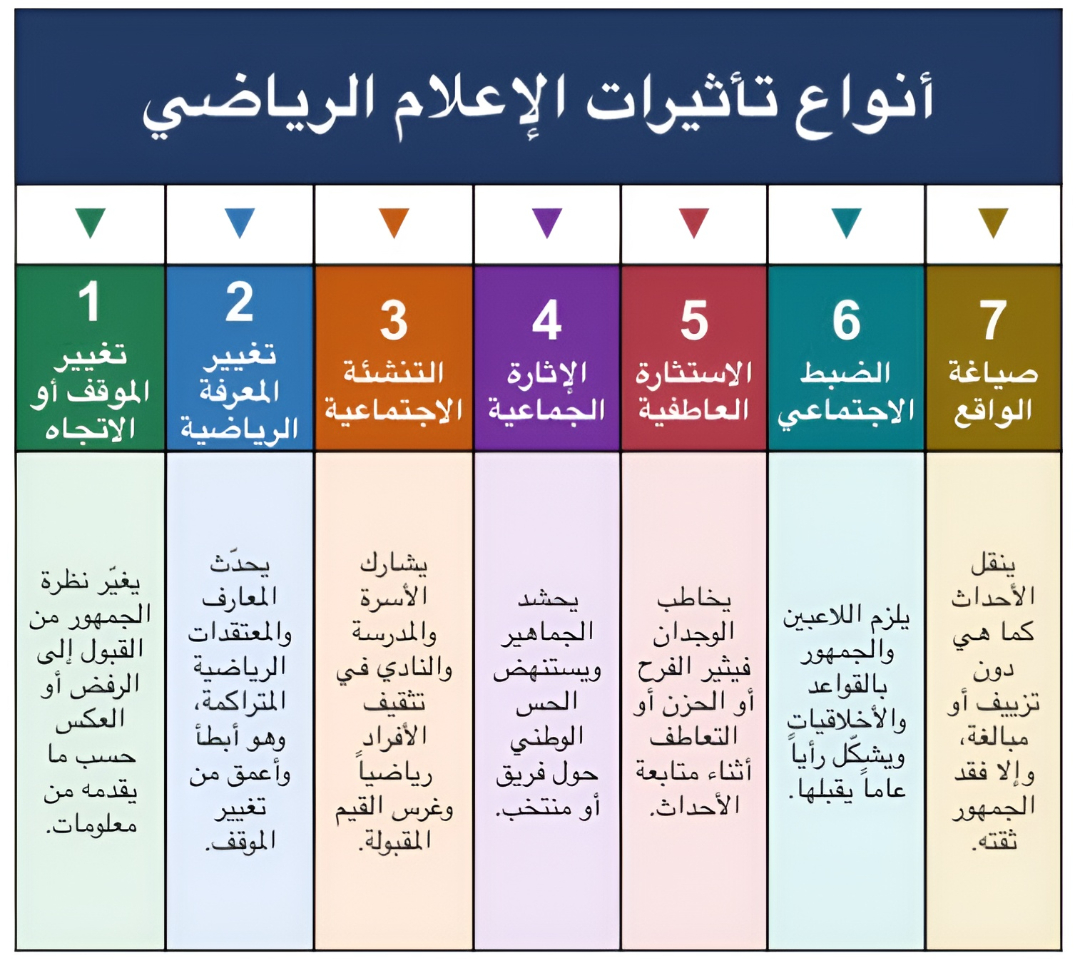 أنواع تأثيرات الإعلام الرياضي
1
تغيير
الموقف أو
الاتجاه
يغيّر نظرة
الجمهور من
القبول إلى
الرفض أو
العكس
حسب ما
يقدمه من
معلومات.
2
تغيير
المعرفة
الرياضية
يحدّث
المعارف
والمعتقدات
الرياضية
المتراكمة،
وهو أبطأ
وأعمق من
تغيير
الموقف.
3
التنشئة
الاجتماعية
يشارك
الأسرة
والمدرسة
والنادي في
تثقيف
الأفراد
رياضياً
وغرس القيم
المقبولة.
4
الإثارة
الجماعية
يحشد
الجماهير
ويستنهض
الحس
الوطني
حول فريق
أو منتخب.
5
الاستثارة
العاطفية
يخاطب
الوجدان
فيثير الفرح
أو الحزن أو
التعاطف
أثناء متابعة
الأحداث.
6
الضبط
الاجتماعي
يلزم اللاعبين
والجمهور
بالقواعد
والأخلاقيات
ويشكّل رأياً
عاماً يقبلها.
7
صياغة
الواقع
ينقل
الأحداث
كما هي
دون
تزييف أو
مبالغة،
وإلا فقد
الجمهور
ثقته.